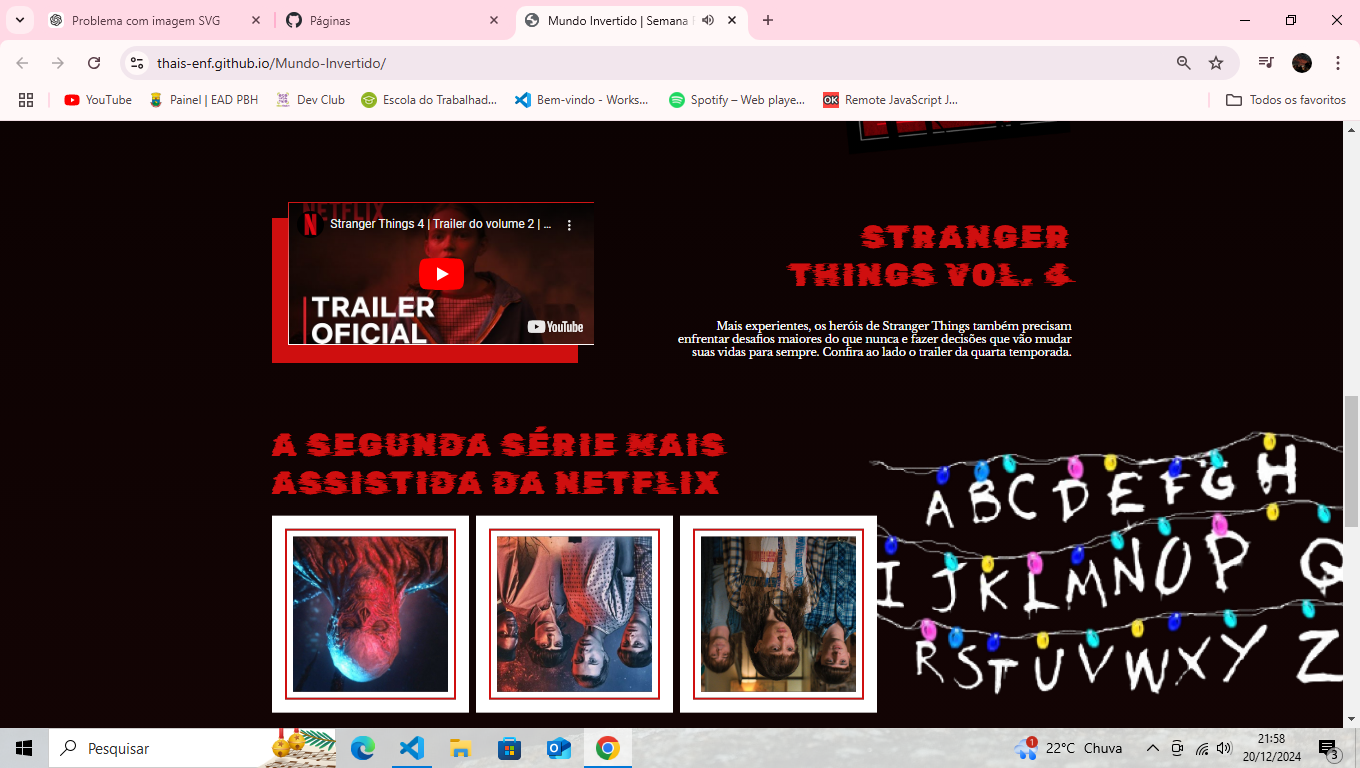 Problema com imagem SVG
Páginas
Mundo Invertido | Semana
thais-enf.github.io/Mundo-Invertido/
YouTube
Painel | EAD PBH
Dev Club
Escola do Trabalhad...
Bem-vindo - Works...
Spotify – Web playe...
OK
Remote JavaScript J...
Todos os favoritos
NETFLIX
Stranger Things 4 | Trailer do volume 2 | ...
TRAILER
OFICIAL
YouTube
STRANGER
THINGS VOL. 4
Mais experientes, os heróis de Stranger Things também precisam
enfrentar desafios maiores do que nunca e fazer decisões que vão mudar
suas vidas para sempre. Confira ao lado o trailer da quarta temporada.
A SEGUNDA SÉRIE MAIS
ASSISTIDA DA NETFLIX
A B C D E F G H
I J K L M N O P Q
R S T U V W X Y Z
Pesquisar
1
22°C Chuva
21:58
20/12/2024
3